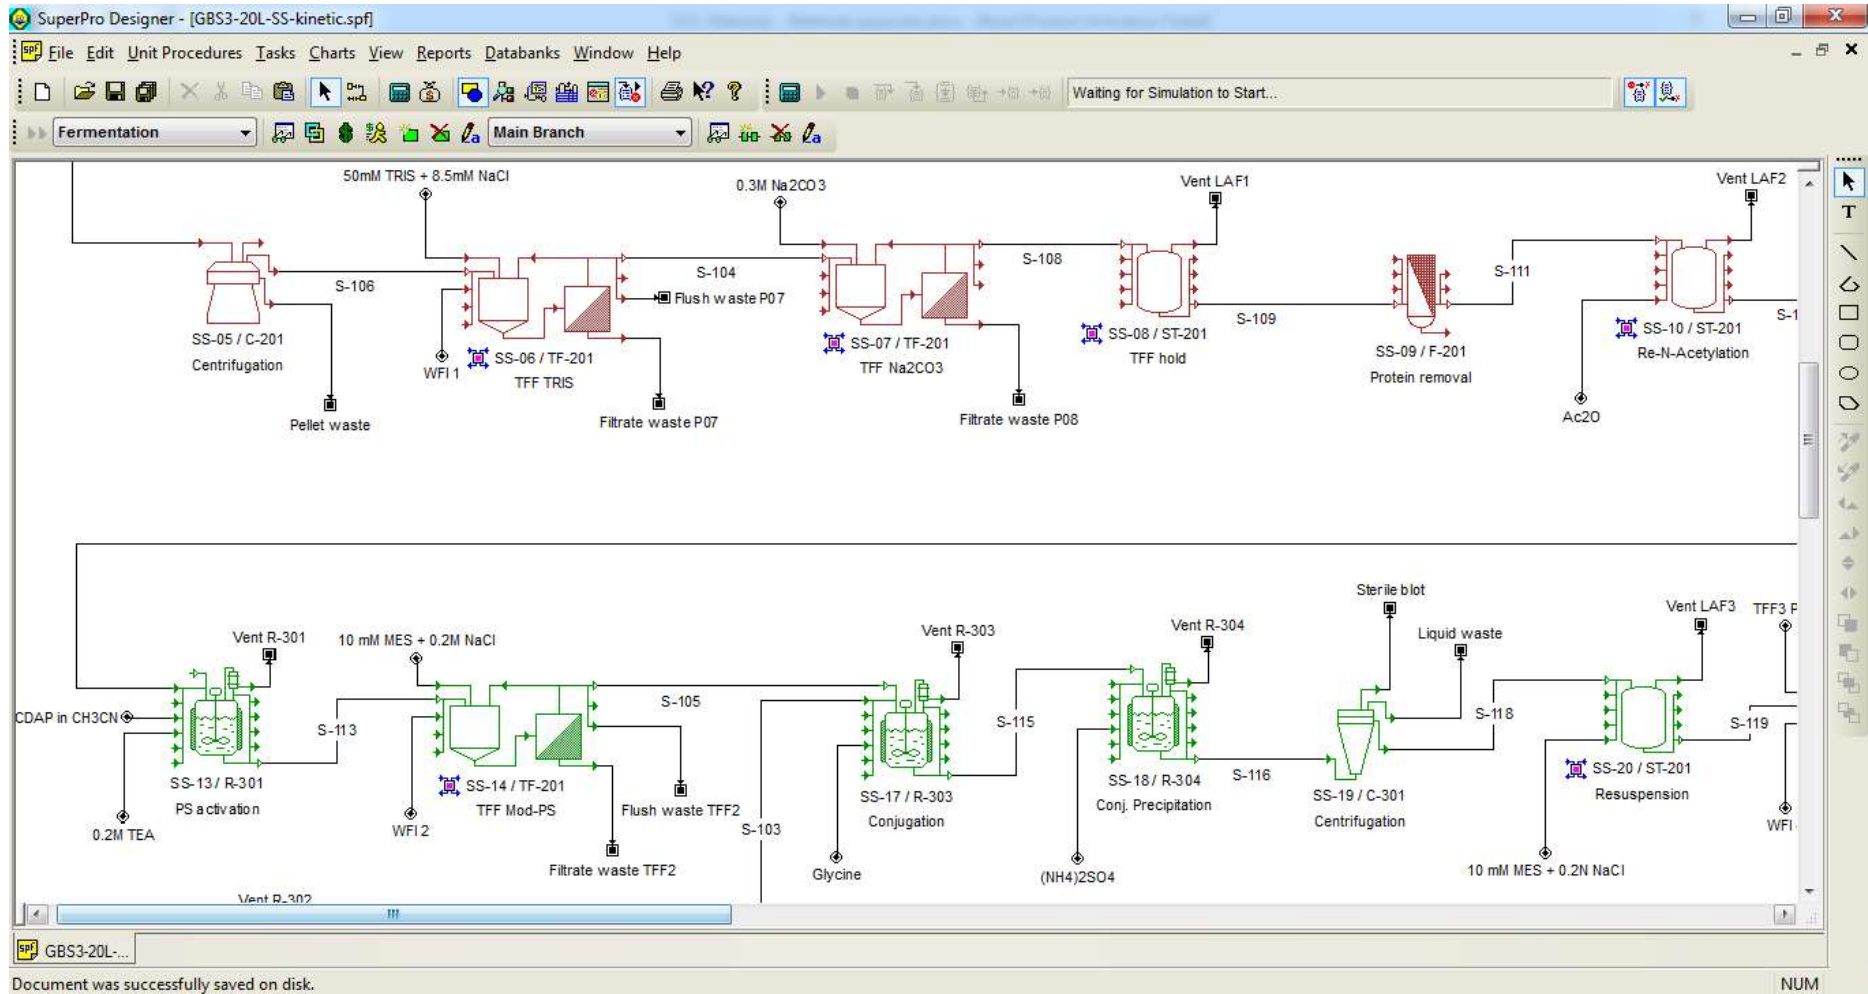 SuperPro Designer - [GBS3-20L-SS-kinetic.spf]
File Edit Unit Procedures Tasks Charts View Reports Databanks Window Help
Waiting for Simulation to Start...
Fermentation
Main Branch
50mM TRIS + 8.5mM NaCl
0.3M Na2CO3
Vent LAF1
Vent LAF2
S-106
S-104
S-108
S-109
S-111
S-1
Flush waste P07
SS-05 / C-201
Centrifugation
WFI 1
SS-06 / TF-201
TFF TRIS
SS-07 / TF-201
TFF Na2CO3
SS-08 / ST-201
TFF hold
SS-09 / F-201
Protein removal
SS-10 / ST-201
Re-N-Acetylation
Pellet waste
Filtrate waste P07
Filtrate waste P08
Ac2O
Sterile blot
Vent R-301
10 mM MES + 0.2M NaCl
Vent R-303
Vent R-304
Liquid waste
Vent LAF3
TFF3 P
CDAP in CH3CN
S-113
S-105
S-115
S-116
S-118
S-119
SS-13 / R-301
PS activation
SS-14 / TF-201
TFF Mod-PS
Flush waste TFF2
SS-17 / R-303
Conjugation
SS-18 / R-304
Conj. Precipitation
SS-19 / C-301
Centrifugation
SS-20 / ST-201
Resuspension
0.2M TEA
WFI 2
S-103
WFI
Filtrate waste TFF2
Glycine
(NH4)2SO4
10 mM MES + 0.2N NaCl
Vent R-302
GBS3-20L-...
Document was successfully saved on disk.
NUM